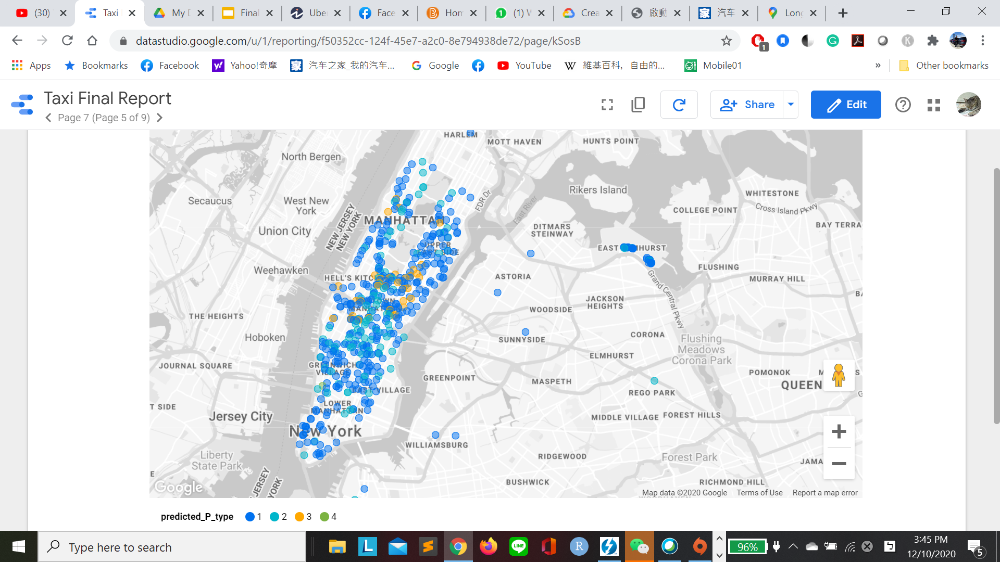 (30)
Taxi
My D
Final
Ube
Face
Hom
(1) W
Crea
啟動
汽车
Long
datastudio.google.com/u/1/reporting/f50352cc-124f-45e7-a2c0-8e794938de72/page/kSosB
1
Apps
Bookmarks
Facebook
Yahoo!奇摩
汽车之家_我的汽车...
Google
YouTube
維基百科，自由的...
Mobile01
»
Other bookmarks
Taxi Final Report
Page 7 (Page 5 of 9)
Share
Edit
HARLEM
MOTT HAVEN
HUNTS POINT
North Bergen
Rikers Island
WHITESTONE
Secaucus
West New
York
FDR Dr
East River
Cross Island Pkwy
COLLEGE POINT
MANHATTA
NEW JERSEY
NEW YORK
Union City
DITMARS
STEINWAY
BAY TERRA
UPPER
EAST SIDE
EAST
HURST
Weehawken
FLUSHING
HELL'S KITC
ASTORIA
MURRAY HILL
Grand Central Pkwy
JACKSON
HEIGHTS
MANHATTAN
WOODSIDE
THE HEIGHTS
Hoboken
SUNNYSIDE
CORONA
Flushing
Meadows
Corona Park
ELMHURST
JOURNAL SQUARE
GREENWICH
VILLAGE
GREENPOINT
MASPETH
POMONOK
QUEEN
EAST VILLAGE
REGO PARK
T SIDE
LOWER
MANHATTAN
Jersey City
MIDDLE VILLAGE
FOREST HILLS
New York
WILLIAMSBURG
Liberty
State Park
RIDGEWOOD
Forest Park
JAMA
E
JERSEY
YORK
BUSHWICK
RICHMOND HILL
Google
Map data ©2020 Google
Terms of Use
Report a map error
predicted_P_type
1
2
3
4
Type here to search
96%
3:45 PM
12/10/2020
5